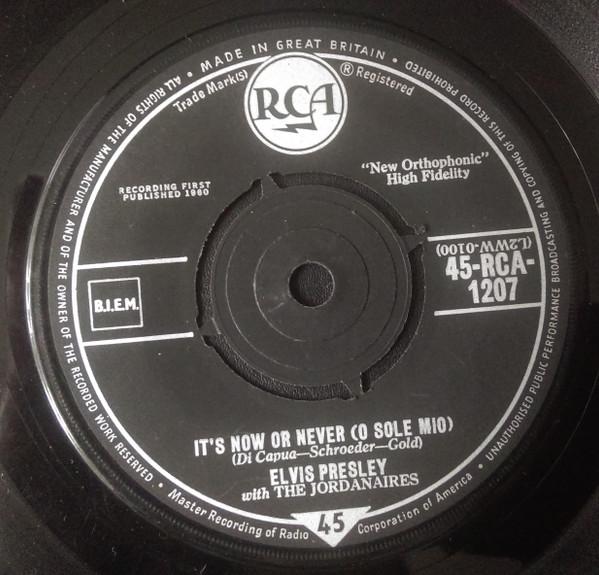 • MADE IN GREAT BRITAIN •
ALL RIGHTS OF THE MANUFACTURER AND OF THE OWNER OF THE RECORDED WORK RESERVED •
UNAUTHORISED PUBLIC PERFORMANCE BROADCASTING AND COPYING OF THIS RECORD PROHIBITED
Trade Mark(s)
RCA
® Registered
RECORDING FIRST
PUBLISHED 1960
"New Orthophonic"
High Fidelity
(L2WW-0100)
45-RCA-
1207
B.I.E.M.
IT'S NOW OR NEVER (O SOLE MIO)
(Di Capua—Schroeder—Gold)
ELVIS PRESLEY
with THE JORDANAIRES
Master Recording of Radio
45
Corporation of America •